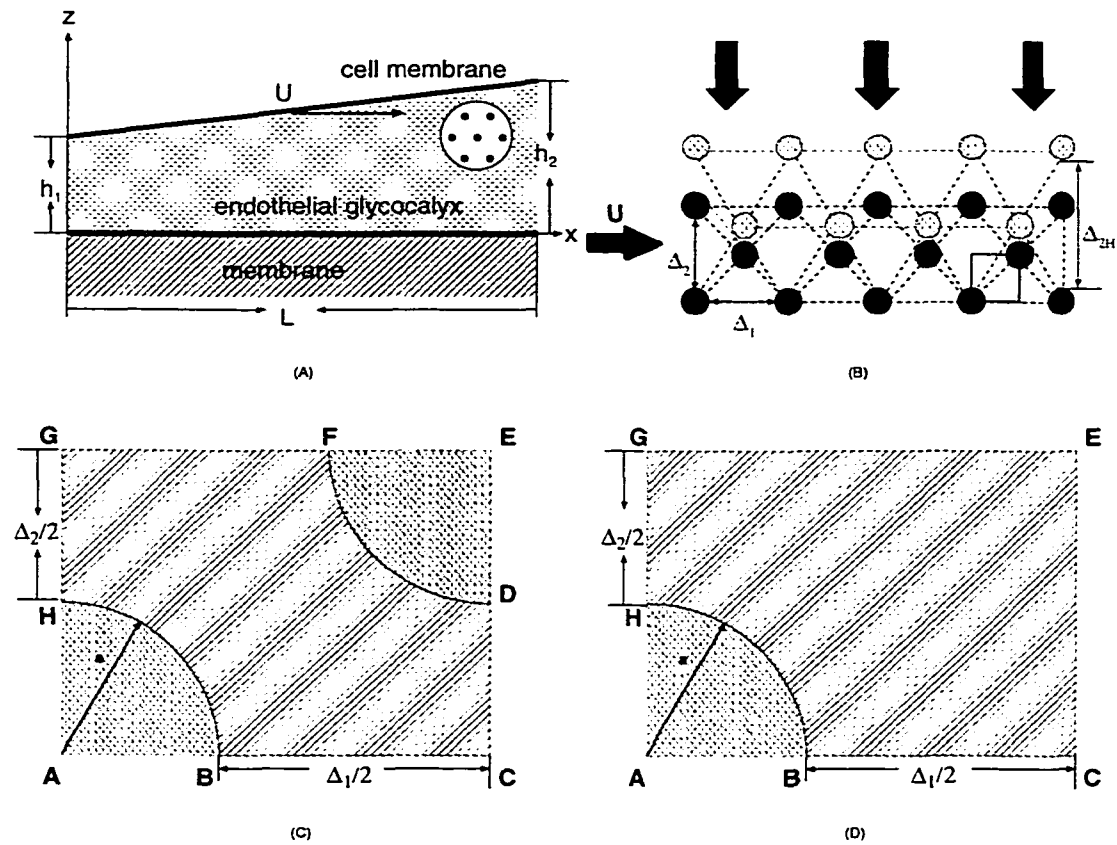 z
cell membrane
U
h₁
h₂
endothelial glycocalyx
x
membrane
L
(A)
U
Δ₂
Δ₁
Δ₂H
(B)
G
F
E
Δ₂/2
H
D
a
A
B
Δ₁/2
C
(C)
G
E
Δ₂/2
H
a
A
B
Δ₁/2
C
(D)